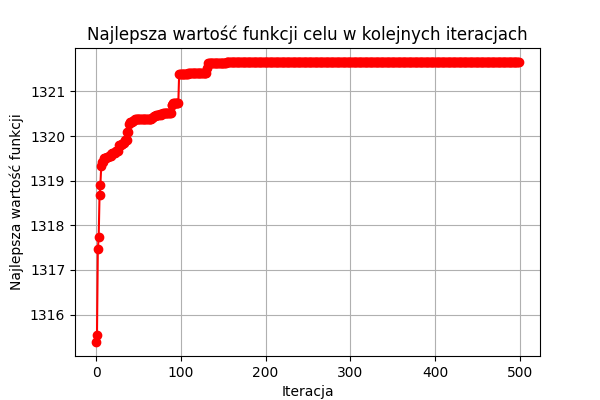 Najlepsza wartość funkcji celu w kolejnych iteracjach
Najlepsza wartość funkcji
1321
1320
1319
1318
1317
1316
0 100 200 300 400 500
Iteracja